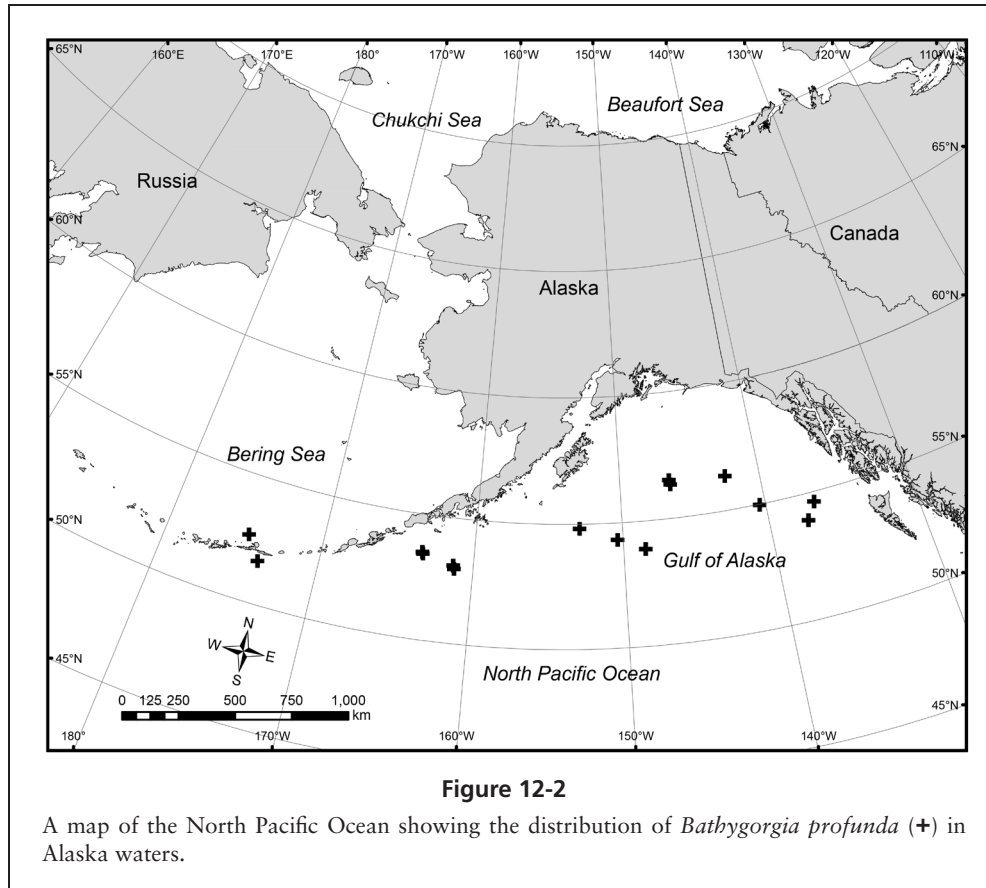 65°N 160°E 170°E 180° 170°W 160°W 150°W 140°W 130°W 120°W 110°W
Beaufort Sea
Chukchi Sea
65°N
Russia
60°N
Canada
Alaska
60°N
55°N
55°N
Bering Sea
50°N
Gulf of Alaska
50°N
N
W
E
S
45°N
North Pacific Ocean
0 125 250 500 750 1,000
km
45°N
180° 170°W 160°W 150°W 140°W
Figure 12-2
A map of the North Pacific Ocean showing the distribution of Bathygorgia profunda (+) in
Alaska waters.